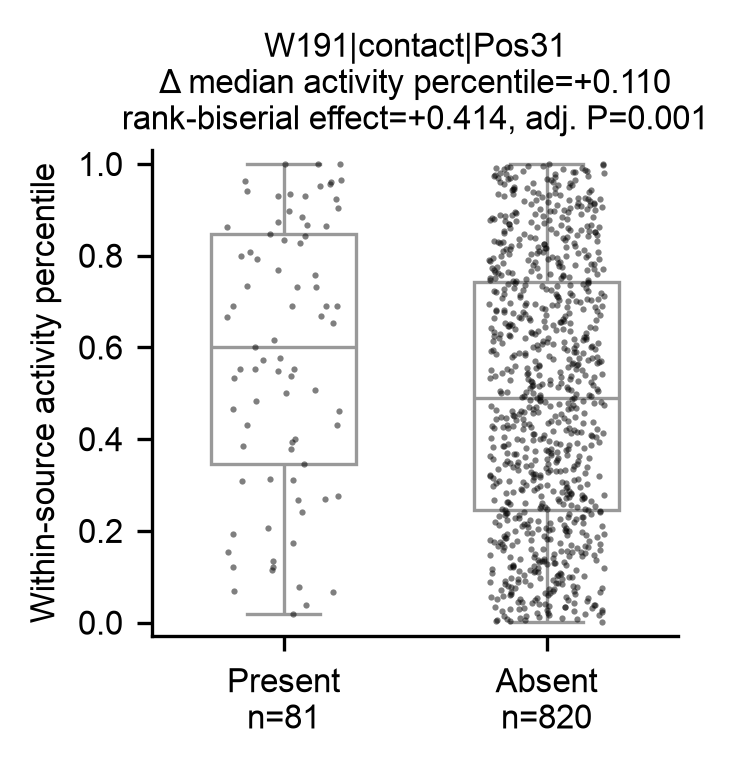 W191|contact|Pos31
Δ median activity percentile=+0.110
rank-biserial effect=+0.414, adj. P=0.001
Within-source activity percentile
1.0
0.8
0.6
0.4
0.2
0.0
Present
n=81
Absent
n=820